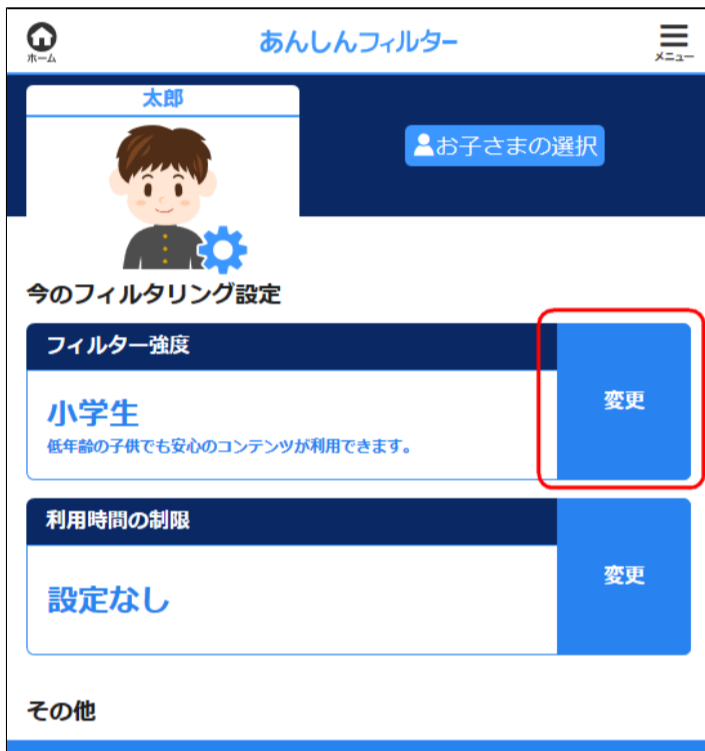 あんしんフィルター
ホーム
メニュー
太郎
お子さまの選択
今のフィルタリング設定
フィルター強度
小学生
低年齢の子供でも安心のコンテンツが利用できます。
変更
利用時間の制限
設定なし
変更
その他